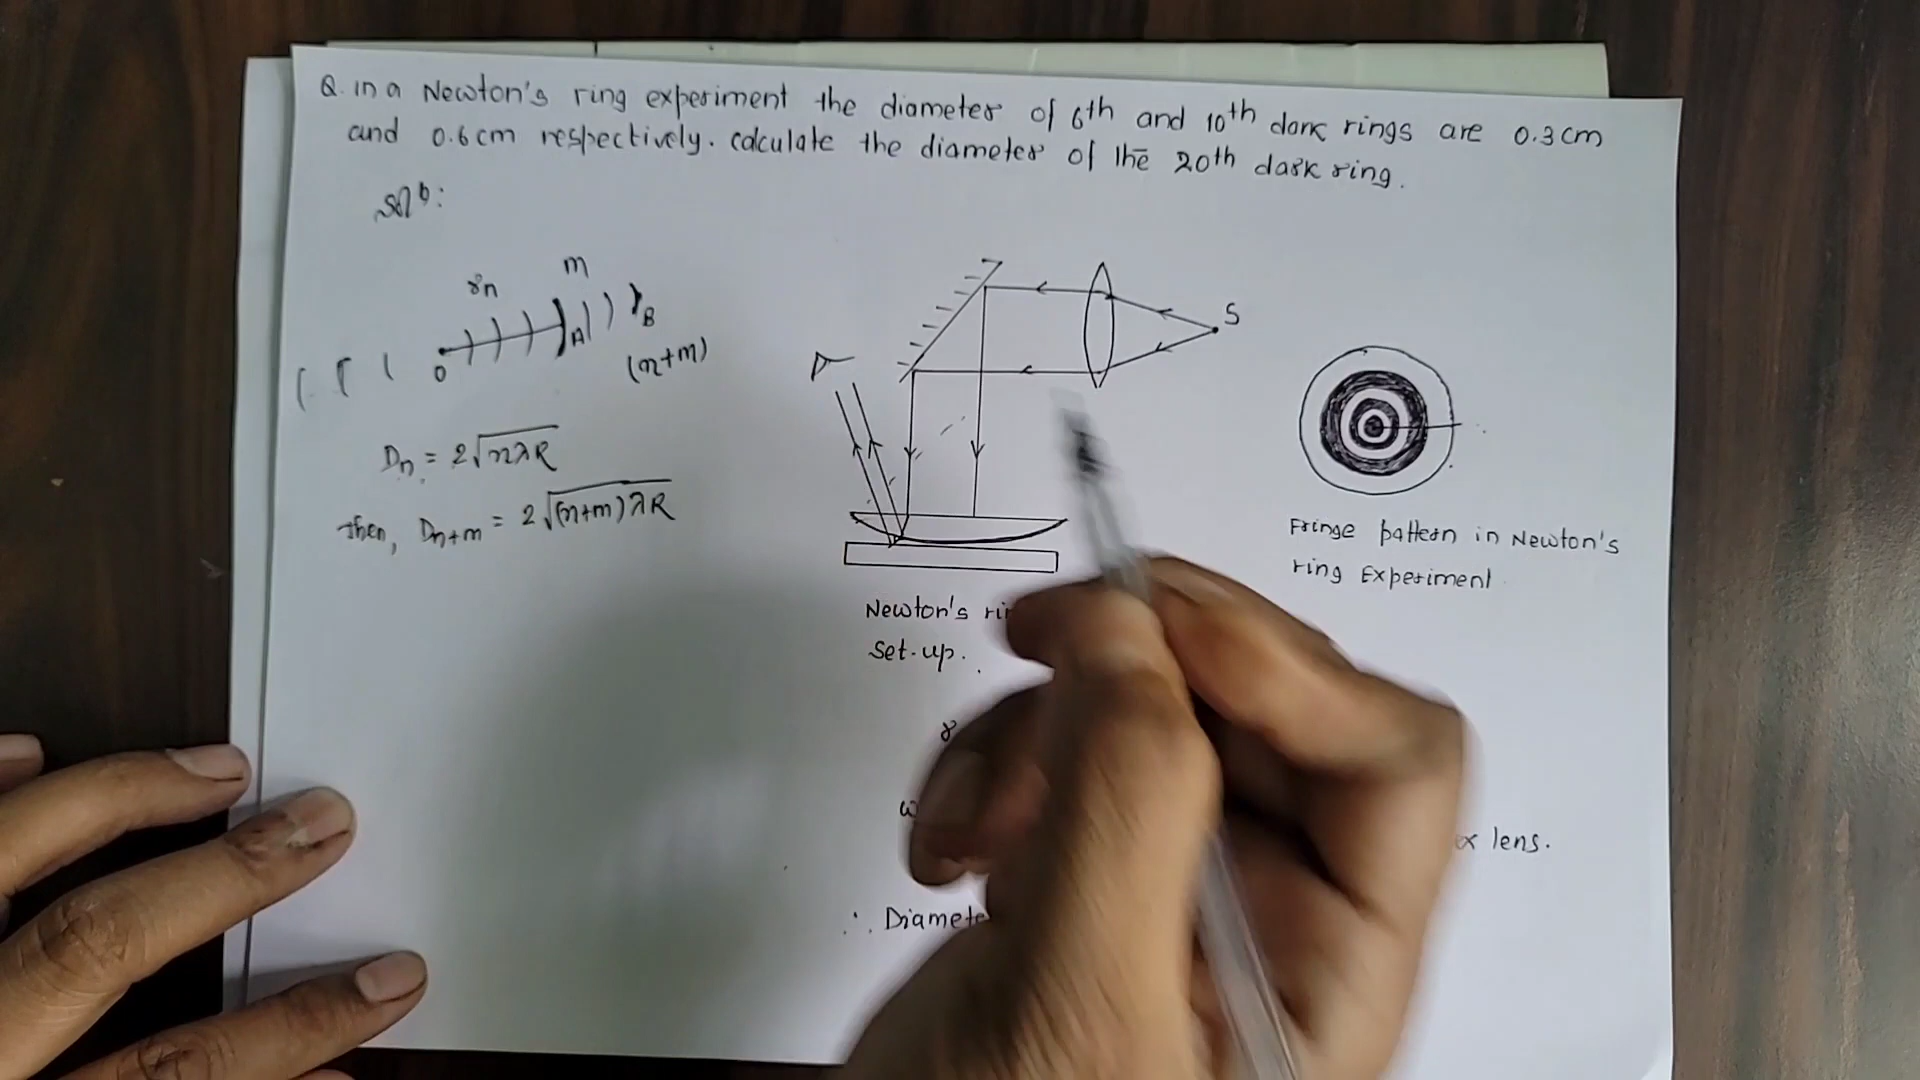 Q. in a Newton's ring experiment the diameter of 6th and 10th dark rings are 0.3cm
and 0.6cm respectively. Calculate the diameter of the 20th dark ring.
Solⁿ:
rn
m
A
B
O
(n+m)
Dn = 2√nλR
then, Dn+m = 2√(n+m)λR
S
Newton's
set-up.
Fringe pattern in Newton's
ring Experiment
r
lens.
∴ Diamete